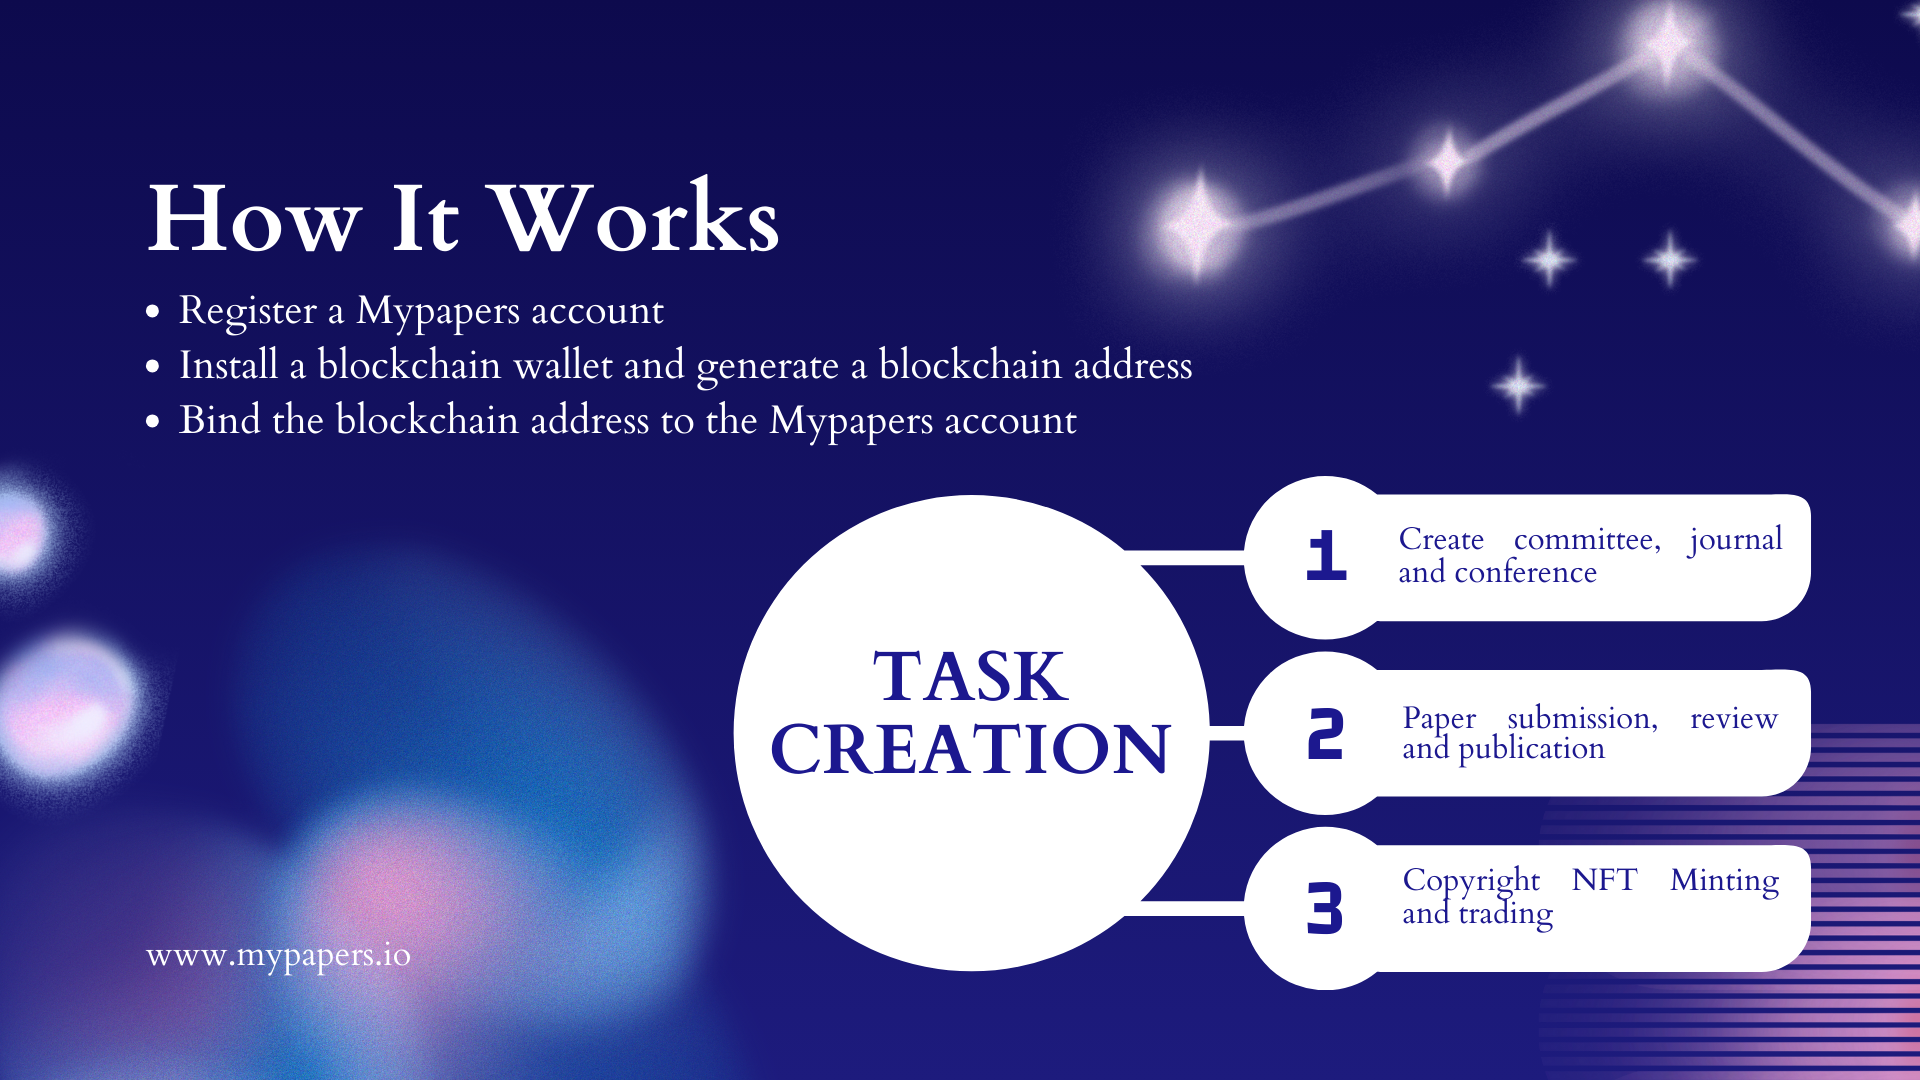 How It Works
• Register a Mypapers account
• Install a blockchain wallet and generate a blockchain address
• Bind the blockchain address to the Mypapers account
TASK
CREATION
1
Create committee, journal
and conference
2
Paper submission, review
and publication
3
Copyright NFT Minting
and trading
www.mypapers.io